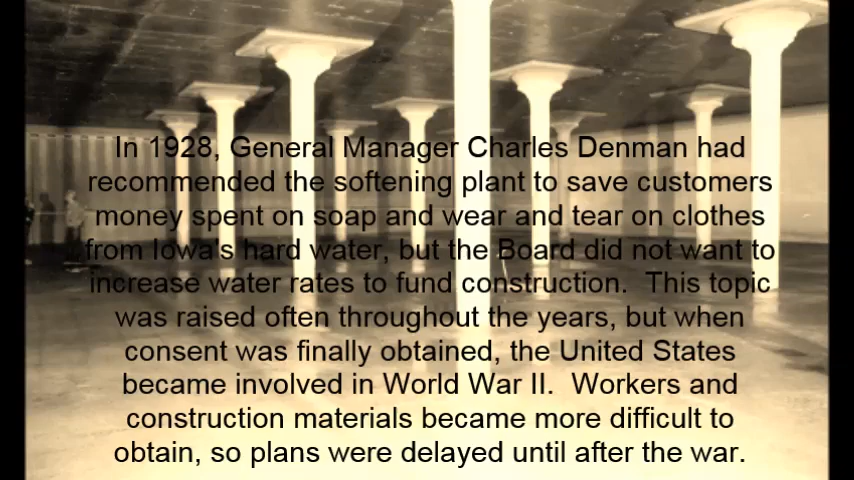 In 1928, General Manager Charles Denman had
recommended the softening plant to save customers
money spent on soap and wear and tear on clothes
from Iowa's hard water, but the Board did not want to
increase water rates to fund construction.  This topic
was raised often throughout the years, but when
consent was finally obtained, the United States
became involved in World War II.  Workers and
construction materials became more difficult to
obtain, so plans were delayed until after the war.